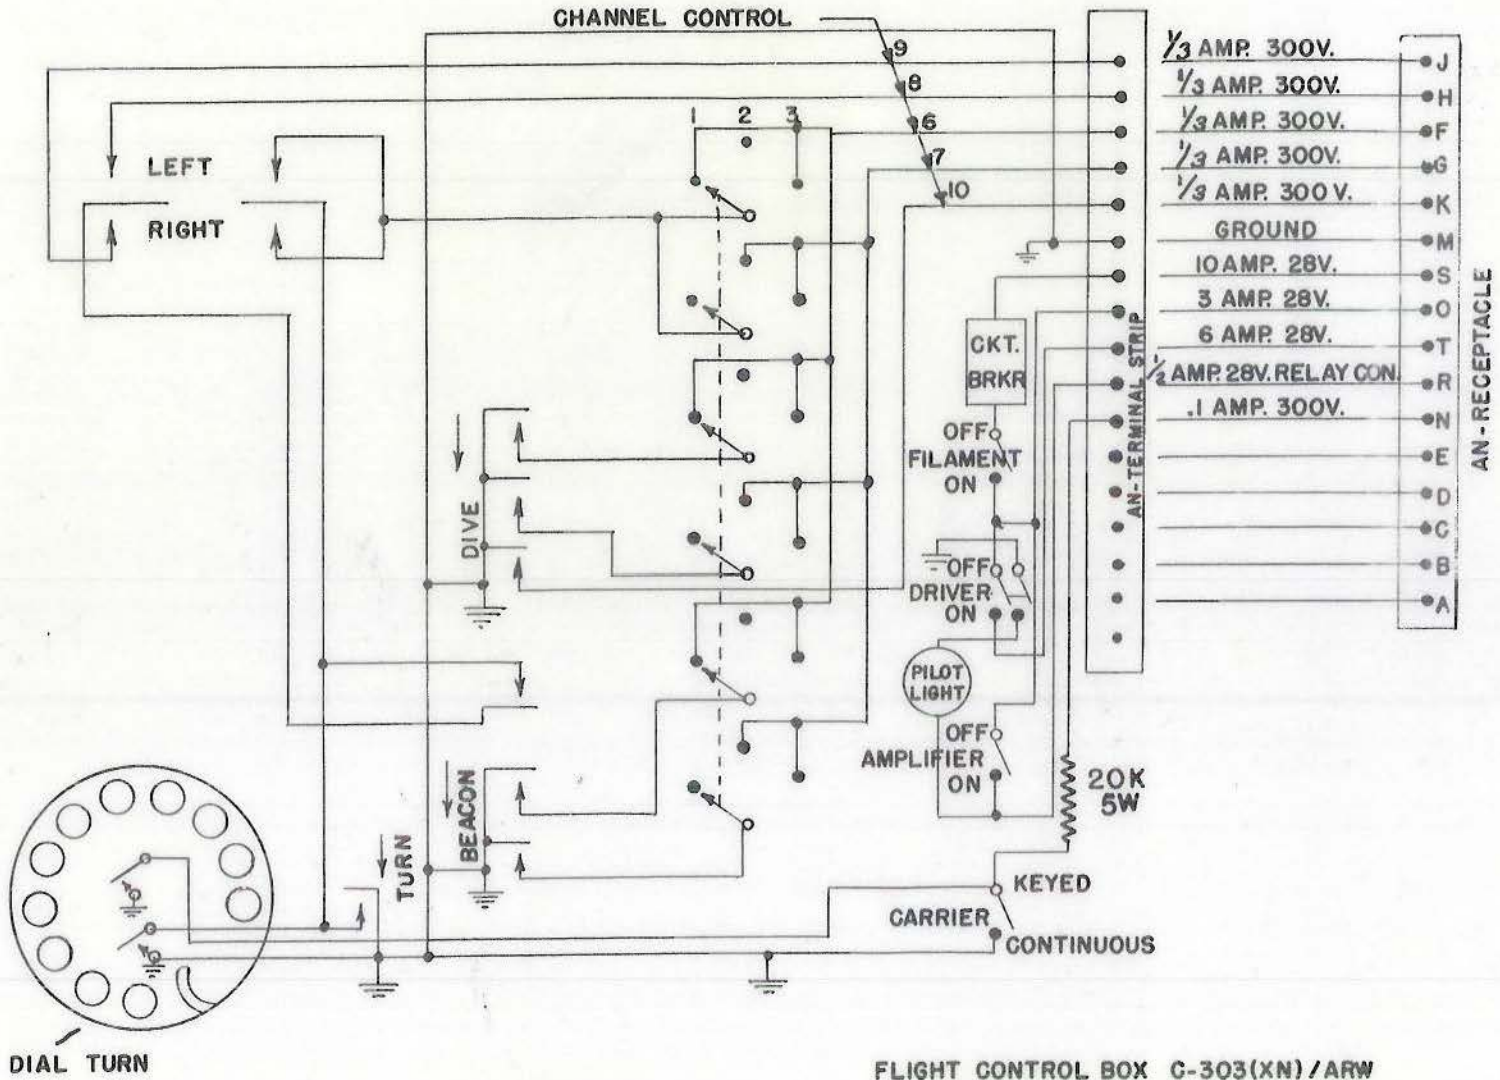 CHANNEL CONTROL
9
8
6
7
10
1 2 3
LEFT
RIGHT
DIVE
BEACON
TURN
DIAL TURN
CKT.
BRKR
OFF
FILAMENT
ON
OFF
DRIVER
ON
PILOT
LIGHT
OFF
AMPLIFIER
ON
20K
5W
KEYED
CARRIER
CONTINUOUS
AN-TERMINAL STRIP
1/3 AMP. 300V. J
1/3 AMP. 300V. H
1/3 AMP. 300V. F
1/3 AMP. 300V. G
1/3 AMP. 300V. K
GROUND M
10 AMP. 28V. S
3 AMP. 28V. O
6 AMP. 28V. T
1/2 AMP. 28V. RELAY CON. R
.1 AMP. 300V. N
E
D
C
B
A
AN-RECEPTACLE
FLIGHT CONTROL BOX C-303(XN)/ARW